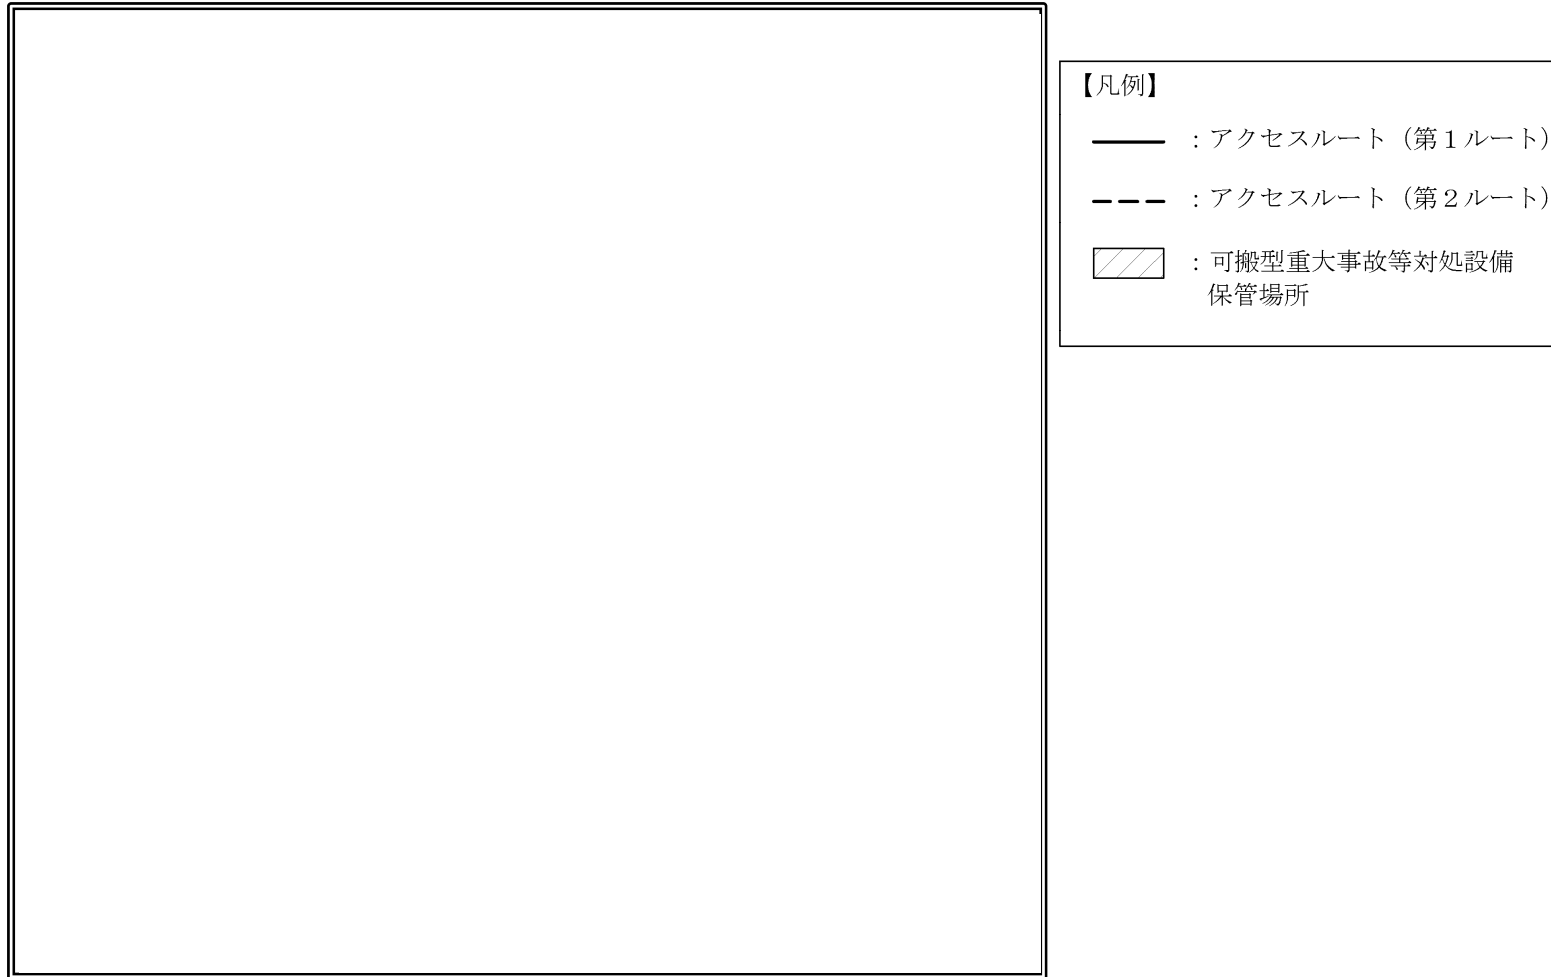 【凡例】
：アクセスルート（第１ルート）
：アクセスルート（第２ルート）
：可搬型重大事故等対処設備
保管場所